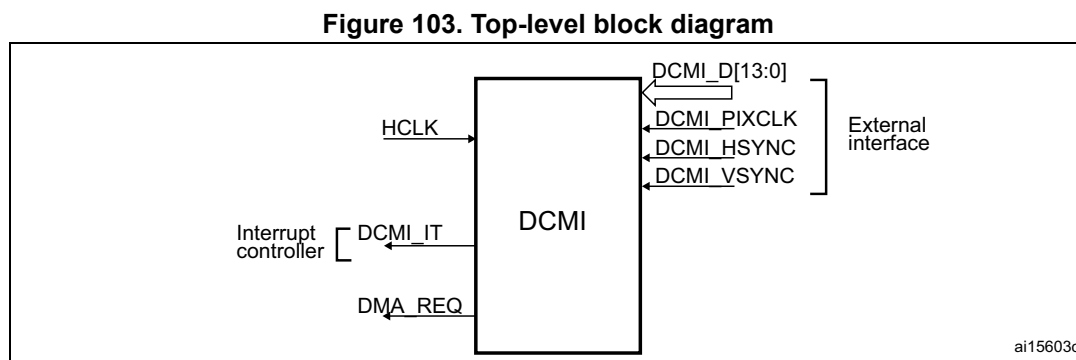 Figure 103. Top-level block diagram
DCMI_D[13:0]
DCMI_PIXCLK
HCLK
External
interface
DCMI_HSYNC
DCMI_VSYNC
DCMI
Interrupt
controller
DCMI_IT
DMA_REQ
ai15603c